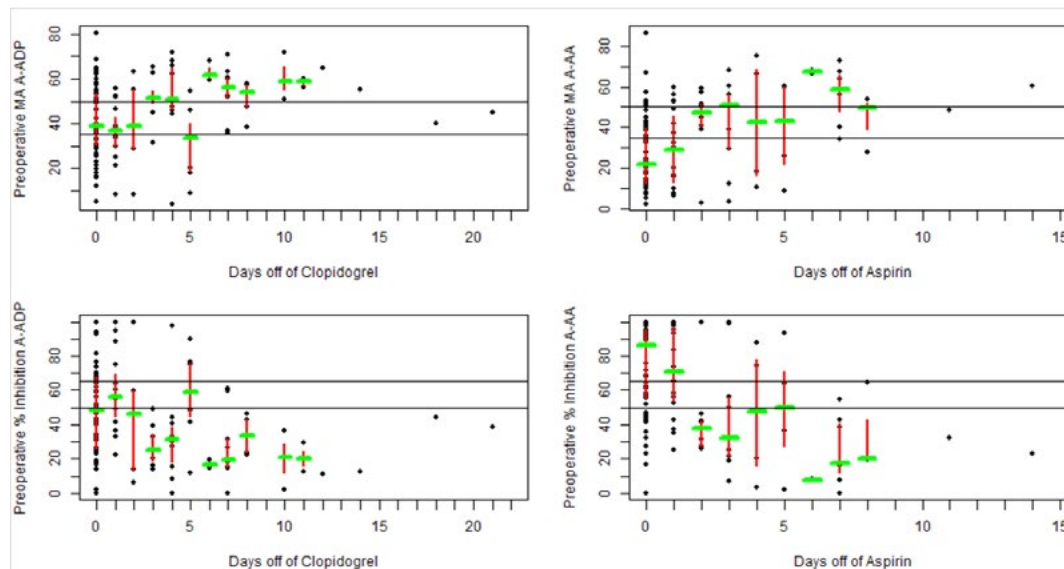 Preoperative MA A-ADP
20 40 60 80
0 5 10 15 20
Days off of Clopidogrel
Preoperative MA A-AA
0 20 40 60 80
0 5 10 15
Days off of Aspirin
Preoperative % Inhibition A-ADP
0 20 40 60 80
0 5 10 15 20
Days off of Clopidogrel
Preoperative % Inhibition A-AA
0 20 40 60 80
0 5 10 15
Days off of Aspirin